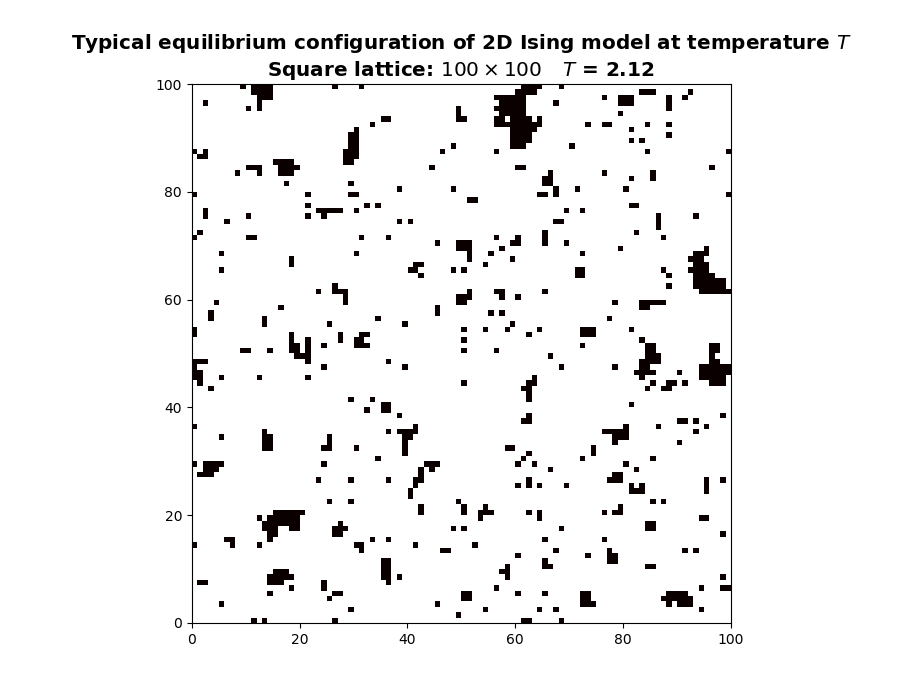 Typical equilibrium configuration of 2D Ising model at temperature T
Square lattice: 100 × 100 T = 2.12
100
80
60
40
20
0
0 20 40 60 80 100